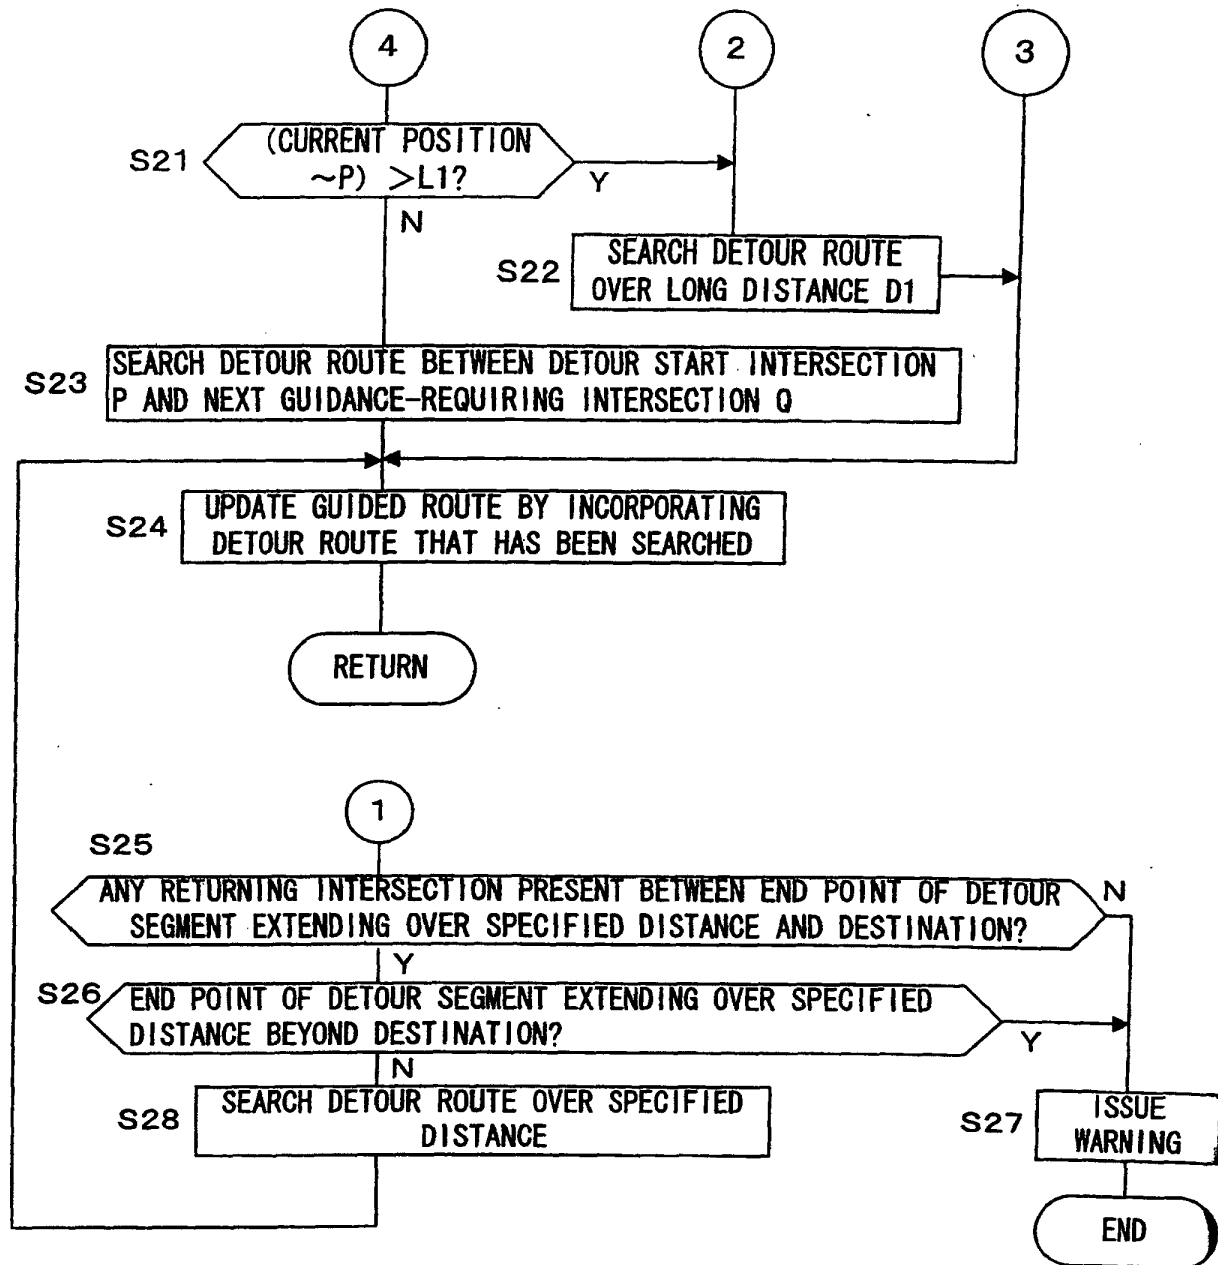 4
2
3
S21
(CURRENT POSITION
~P) >L1?
Y
N
S22
SEARCH DETOUR ROUTE
OVER LONG DISTANCE D1
S23
SEARCH DETOUR ROUTE BETWEEN DETOUR START INTERSECTION
P AND NEXT GUIDANCE-REQUIRING INTERSECTION Q
S24
UPDATE GUIDED ROUTE BY INCORPORATING
DETOUR ROUTE THAT HAS BEEN SEARCHED
RETURN
1
S25
ANY RETURNING INTERSECTION PRESENT BETWEEN END POINT OF DETOUR
SEGMENT EXTENDING OVER SPECIFIED DISTANCE AND DESTINATION?
N
Y
S26
END POINT OF DETOUR SEGMENT EXTENDING OVER SPECIFIED
DISTANCE BEYOND DESTINATION?
Y
N
S28
SEARCH DETOUR ROUTE OVER SPECIFIED
DISTANCE
S27
ISSUE
WARNING
END